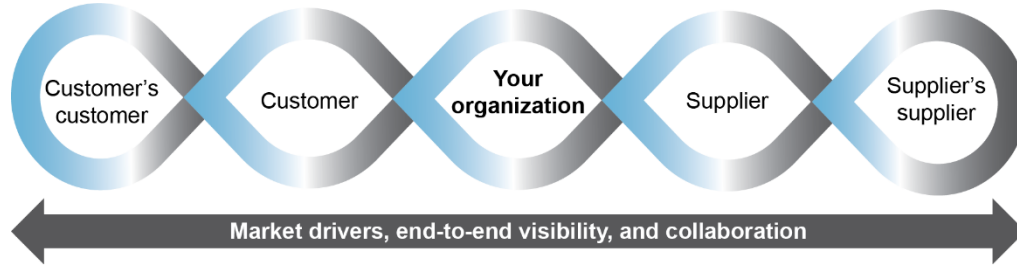 Customer’s
customer
Customer
Your
organization
Supplier
Supplier’s
supplier
Market drivers, end-to-end visibility, and collaboration